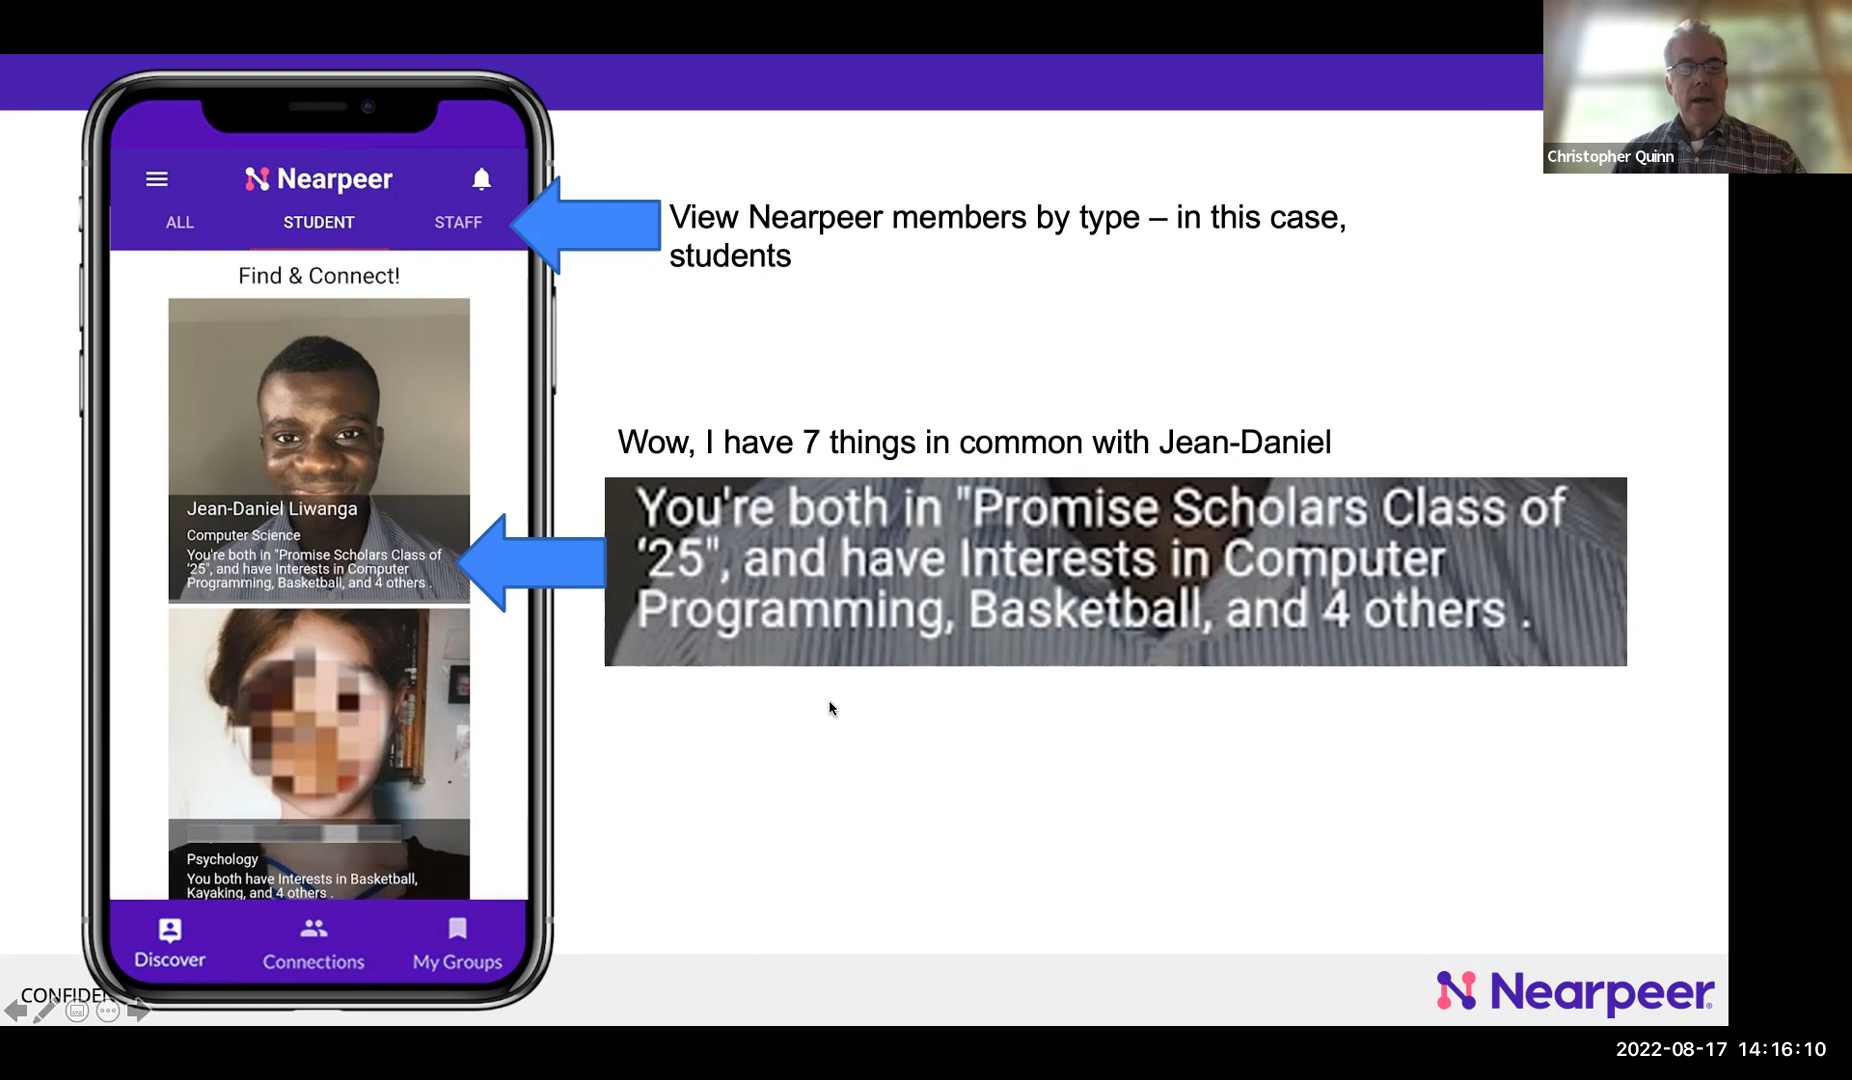 Christopher Quinn
Nearpeer
ALL STUDENT STAFF
Find & Connect!
Jean-Daniel Liwanga
Computer Science
You're both in "Promise Scholars Class of
‘25", and have Interests in Computer
Programming, Basketball, and 4 others .
Psychology
You both have Interests in Basketball,
Kayaking, and 4 others .
Discover Connections My Groups
View Nearpeer members by type – in this case,
students
Wow, I have 7 things in common with Jean-Daniel
You're both in "Promise Scholars Class of
‘25", and have Interests in Computer
Programming, Basketball, and 4 others .
CONFIDE
Nearpeer
2022-08-17 14:16:10